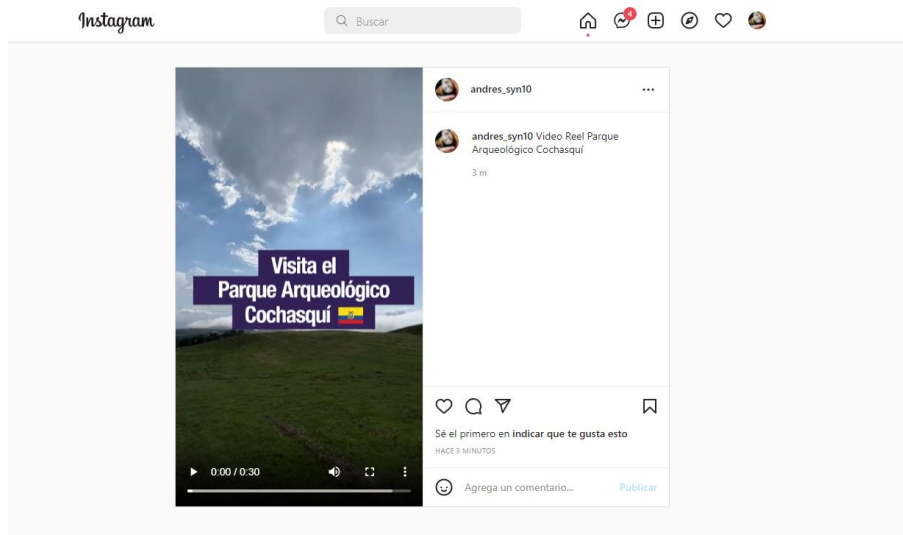 Instagram
Buscar
4
andres_syn10
andres_syn10 Video Reel Parque
Arqueológico Cochasquí
3 m
Visita el
Parque Arqueológico
Cochasquí
0:00 / 0:30
Sé el primero en indicar que te gusta esto
HACE 3 MINUTOS
Agrega un comentario...
Publicar